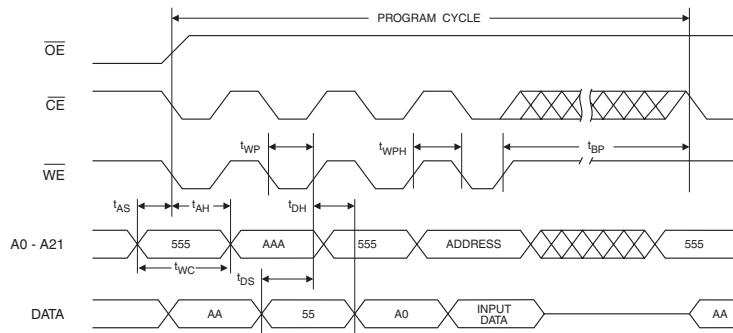 PROGRAM CYCLE
OE
CE
tWP
tWPH
tBP
WE
tAS
tAH
tDH
A0 - A21
555
AAA
555
ADDRESS
555
tWC
tDS
DATA
AA
55
A0
INPUT
DATA
AA